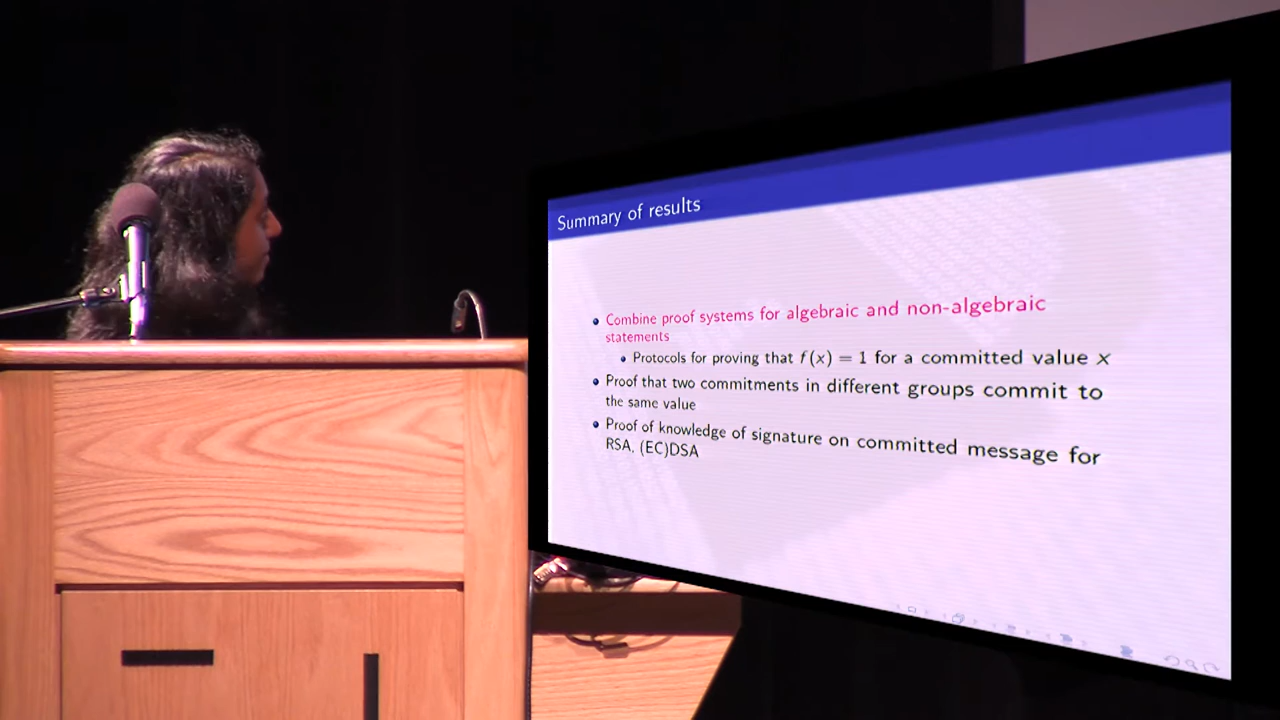 Summary of results
Combine proof systems for algebraic and non-algebraic
statements
Protocols for proving that f(x) = 1 for a committed value x
Proof that two commitments in different groups commit to
the same value
Proof of knowledge of signature on committed message for
RSA, (EC)DSA